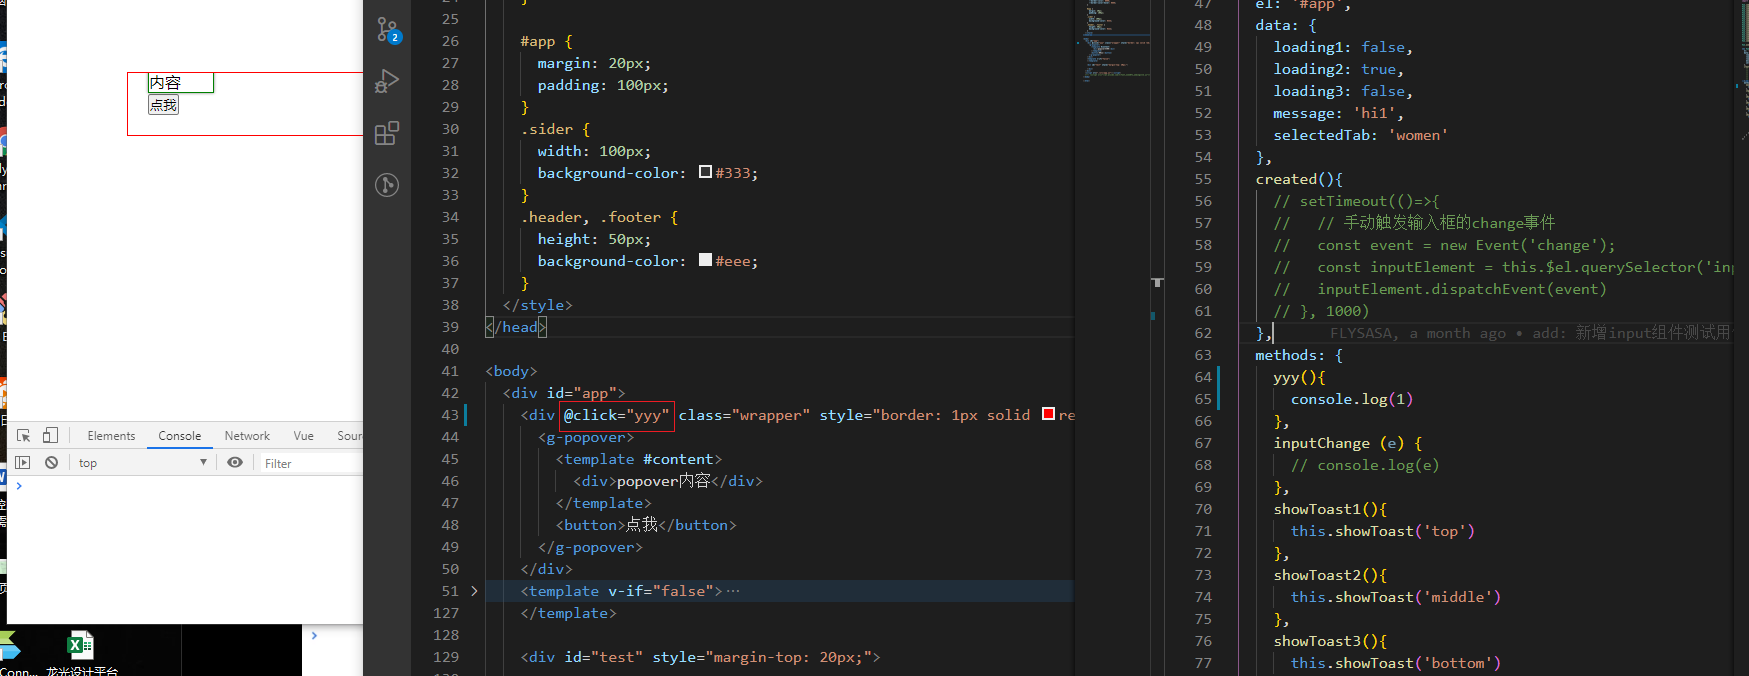 内容
点我
Elements
Console
Network
Vue
top
Filter
Conn...
龙光设计平台
2
25
26 #app {
27 margin: 20px;
28 padding: 100px;
29 }
30 .sider {
31 width: 100px;
32 background-color: #333;
33 }
34 .header, .footer {
35 height: 50px;
36 background-color: #eee;
37 }
38 </style>
39 </head>
40
41 <body>
42 <div id="app">
43 <div @click="yyy" class="wrapper" style="border: 1px solid re
44 <g-popover>
45 <template #content>
46 <div>popover内容</div>
47 </template>
48 <button>点我</button>
49 </g-popover>
50 </div>
51 <template v-if="false">…
127 </template>
128
129 <div id="test" style="margin-top: 20px;">
47 el: '#app',
48 data: {
49 loading1: false,
50 loading2: true,
51 loading3: false,
52 message: 'hi1',
53 selectedTab: 'women'
54 },
55 created(){
56 // setTimeout(()=>{
57 // // 手动触发输入框的change事件
58 // const event = new Event('change');
59 // const inputElement = this.$el.querySelector('in
60 // inputElement.dispatchEvent(event)
61 // }, 1000)
62 }, FLYSASA, a month ago • add: 新增input组件测试用
63 methods: {
64 yyy(){
65 console.log(1)
66 },
67 inputChange (e) {
68 // console.log(e)
69 },
70 showToast1(){
71 this.showToast('top')
72 },
73 showToast2(){
74 this.showToast('middle')
75 },
76 showToast3(){
77 this.showToast('bottom')